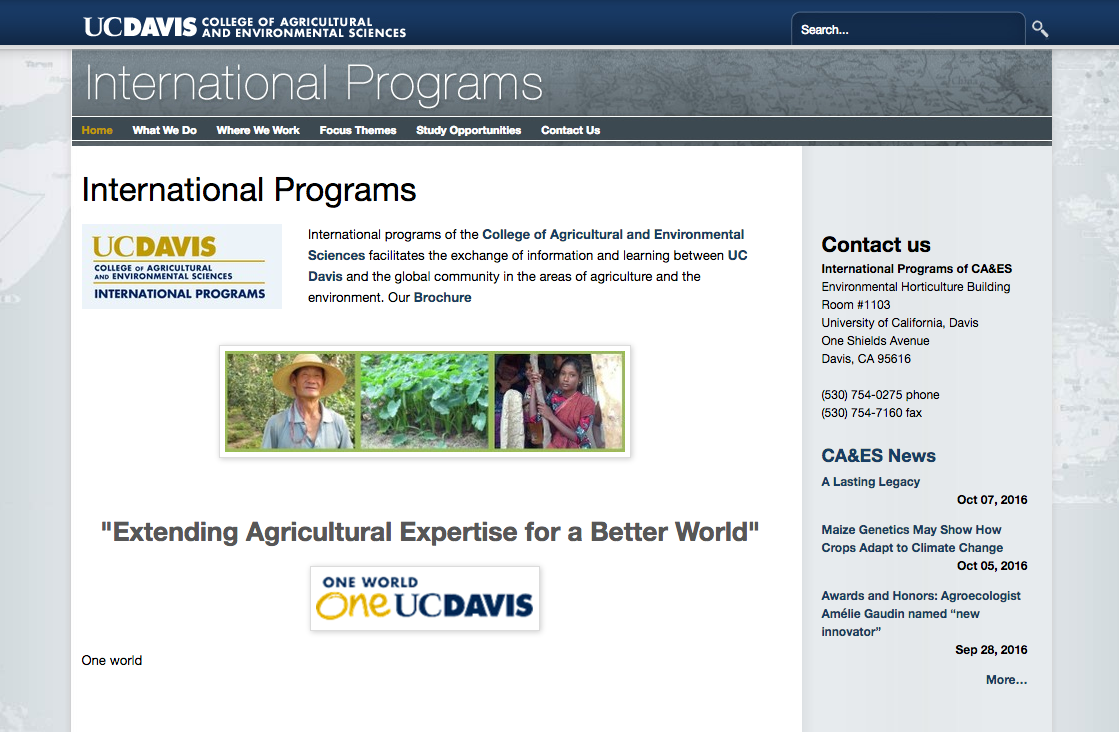 UCDAVIS COLLEGE OF AGRICULTURAL
AND ENVIRONMENTAL SCIENCES
Search...
International Programs
Home What We Do Where We Work Focus Themes Study Opportunities Contact Us
International Programs
UCDAVIS
COLLEGE OF AGRICULTURAL
AND ENVIRONMENTAL SCIENCES
INTERNATIONAL PROGRAMS
International programs of the College of Agricultural and Environmental
Sciences facilitates the exchange of information and learning between UC
Davis and the global community in the areas of agriculture and the
environment. Our Brochure
"Extending Agricultural Expertise for a Better World"
ONE WORLD
One UCDAVIS
One world
Contact us
International Programs of CA&ES
Environmental Horticulture Building
Room #1103
University of California, Davis
One Shields Avenue
Davis, CA 95616
(530) 754-0275 phone
(530) 754-7160 fax
CA&ES News
A Lasting Legacy
Oct 07, 2016
Maize Genetics May Show How
Crops Adapt to Climate Change
Oct 05, 2016
Awards and Honors: Agroecologist
Amélie Gaudin named “new
innovator”
Sep 28, 2016
More...